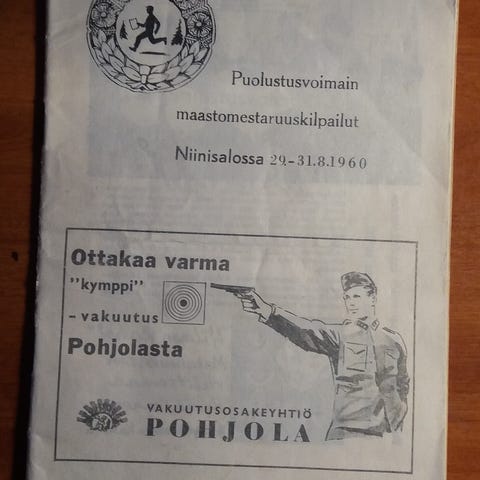 Puolustusvoimain
maastomestaruuskilpailut
Niinisalossa 29.-31.8.1960
Ottakaa varma
"kymppi"
- vakuutus
Pohjolasta
VAKUUTUSOSAKEYHTIÖ
POHJOLA